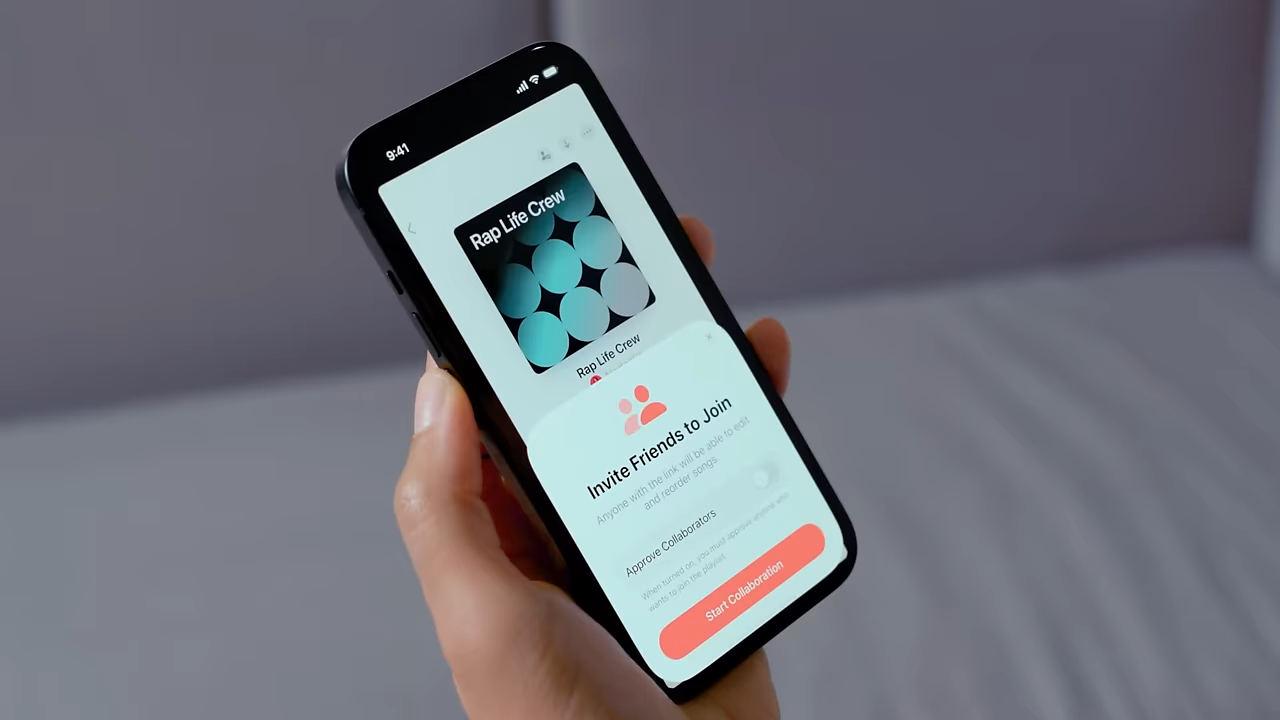 9:41
Rap Life Crew
Rap Life Crew
Invite Friends to Join
Anyone with the link will be able to edit
and reorder songs.
Approve Collaborators
When turned on, you must approve anyone who
wants to join the playlist.
Start Collaboration